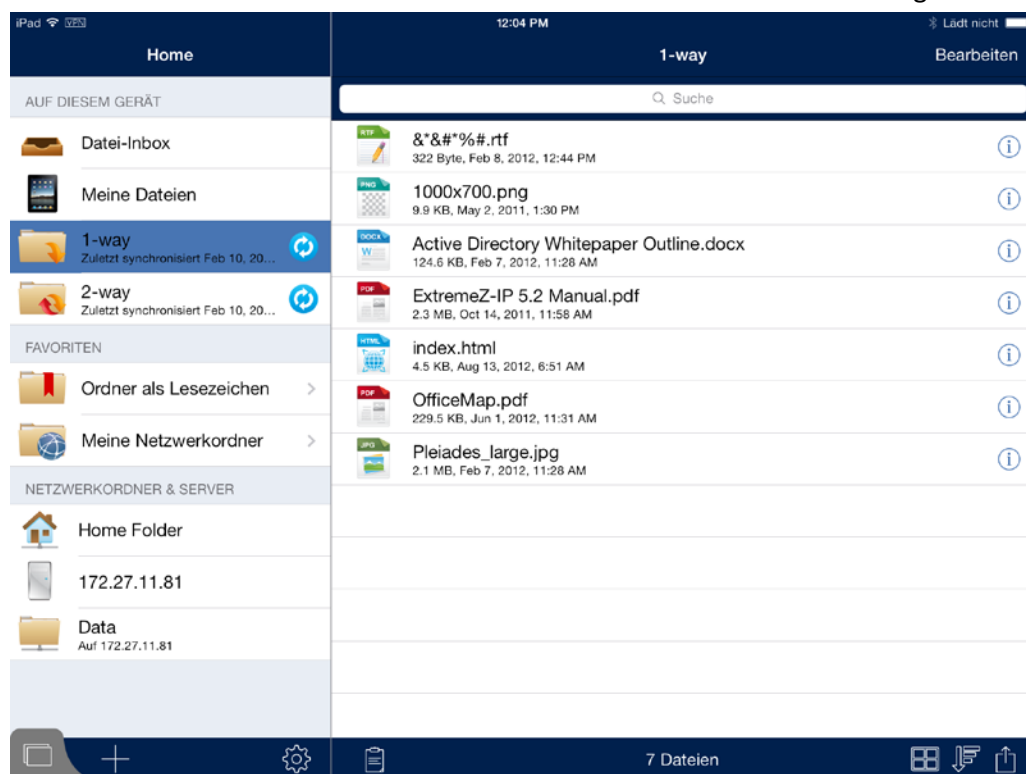 iPad VPN
12:04 PM
Lädt nicht
Home
1-way
Bearbeiten
AUF DIESEM GERÄT
Datei-Inbox
Meine Dateien
1-way
Zuletzt synchronisiert Feb 10, 20...
2-way
Zuletzt synchronisiert Feb 10, 20...
FAVORITEN
Ordner als Lesezeichen
Meine Netzwerkordner
NETZWERKORDNER & SERVER
Home Folder
172.27.11.81
Data
Auf 172.27.11.81
Suche
RTF
&*&#*%#.rtf
322 Byte, Feb 8, 2012, 12:44 PM
PNG
1000x700.png
9.9 KB, May 2, 2011, 1:30 PM
DOCX
W
Active Directory Whitepaper Outline.docx
124.6 KB, Feb 7, 2012, 11:28 AM
PDF
ExtremeZ-IP 5.2 Manual.pdf
2.3 MB, Oct 14, 2011, 11:58 AM
HTML
index.html
4.5 KB, Aug 13, 2012, 6:51 AM
PDF
OfficeMap.pdf
229.5 KB, Jun 1, 2012, 11:31 AM
JPG
Pleiades_large.jpg
2.1 MB, Feb 7, 2012, 11:28 AM
7 Dateien